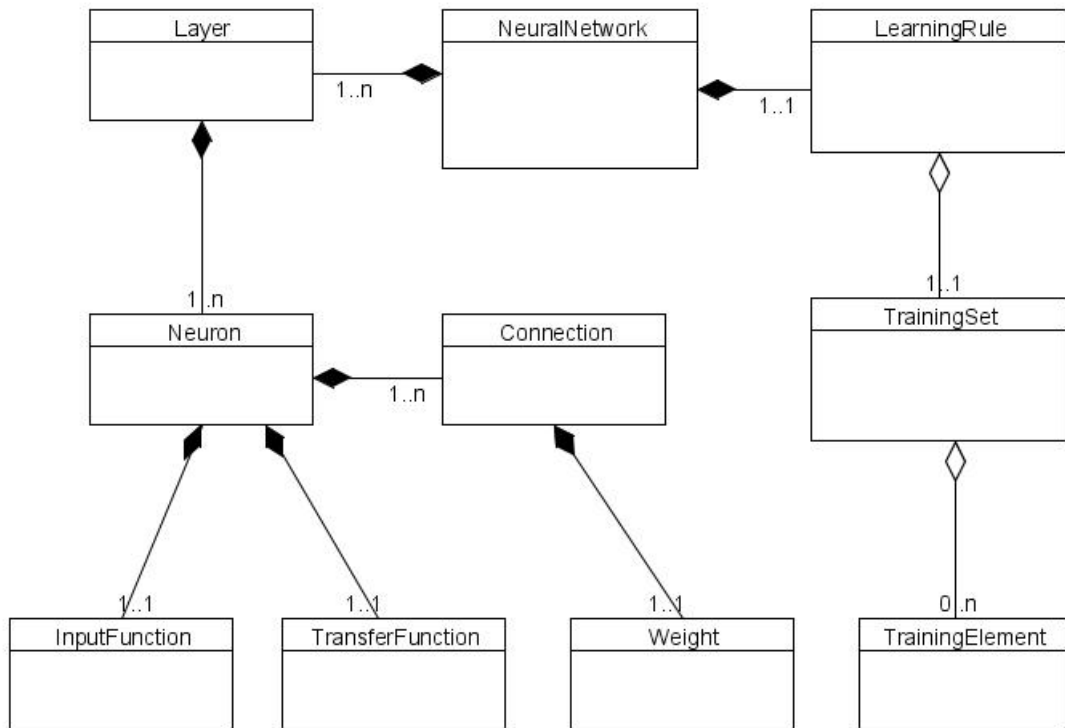 Layer
NeuralNetwork
LearningRule
1..n
1..1
1..n
1..1
Neuron
Connection
TrainingSet
1..n
1..1
1..1
1..1
0..n
InputFunction
TransferFunction
Weight
TrainingElement